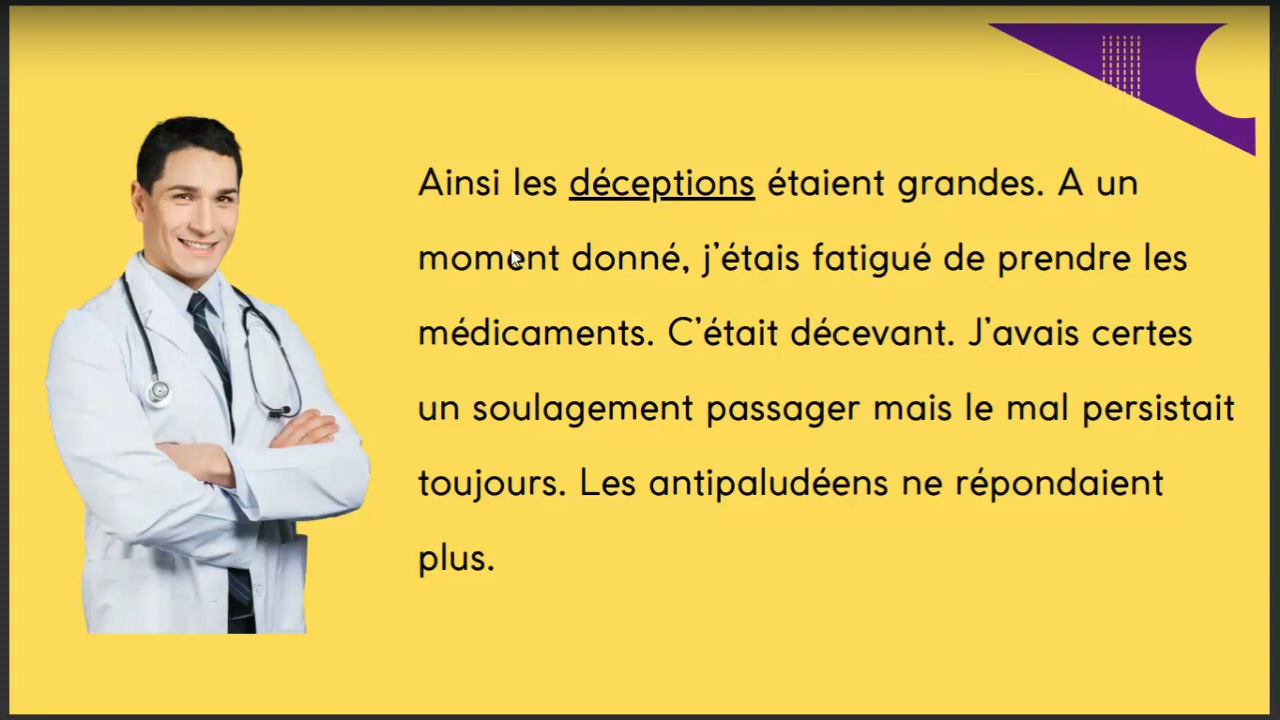 Ainsi les déceptions étaient grandes. A un
moment donné, j'étais fatigué de prendre les
médicaments. C'était décevant. J'avais certes
un soulagement passager mais le mal persistait
toujours. Les antipaludéens ne répondaient
plus.